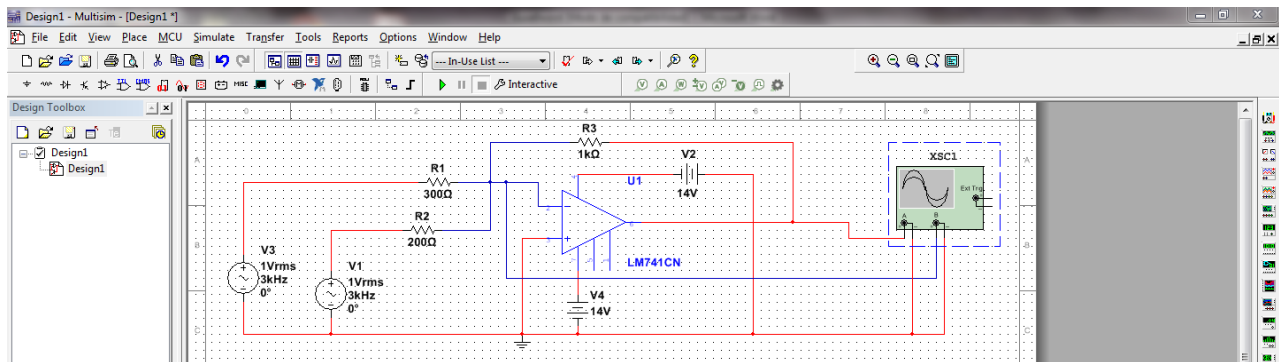 Design1 - Multisim - [Design1 *]
File Edit View Place MCU Simulate Transfer Tools Reports Options Window Help
--- In-Use List ---
Interactive
Design Toolbox
Design1
Design1
R3
1kΩ
V2
14V
XSC1
Ext Trig
A
B
R1
300Ω
U1
R2
200Ω
LM741CN
V3
1Vrms
3kHz
0°
V1
1Vrms
3kHz
0°
V4
14V